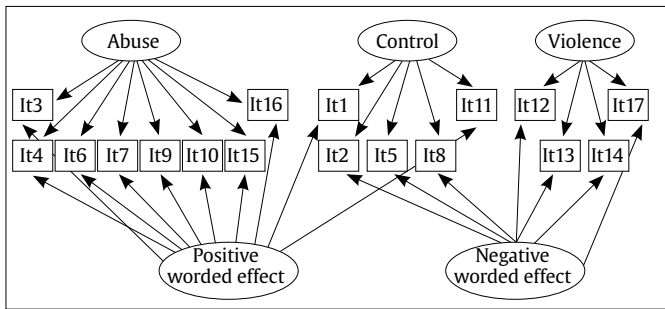 Abuse
Control
Violence
It3
It16
It1
It11
It12
It17
It4
It6
It7
It9
It10
It15
It2
It5
It8
It13
It14
Positive
worded effect
Negative
worded effect